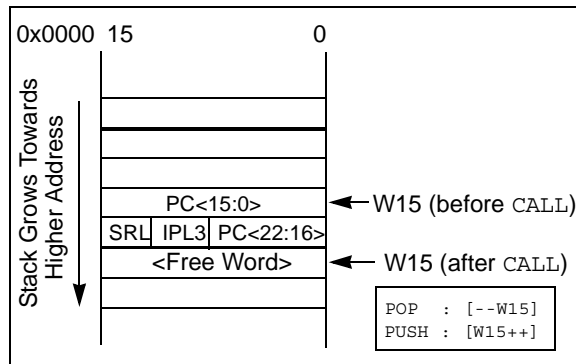 0x0000 15 0
Stack Grows Towards
Higher Address
PC<15:0>
W15 (before CALL)
SRL IPL3 PC<22:16>
<Free Word>
W15 (after CALL)
POP : [--W15]
PUSH : [W15++]